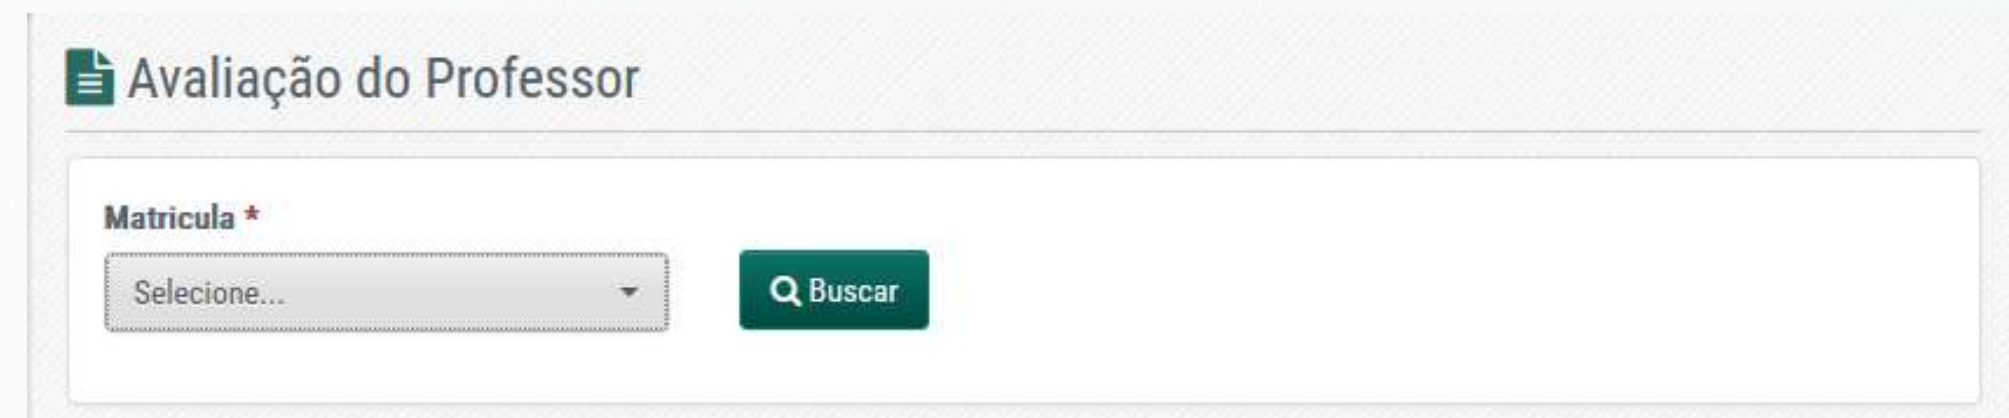 Avaliação do Professor
Matricula *
Selecione...
Buscar